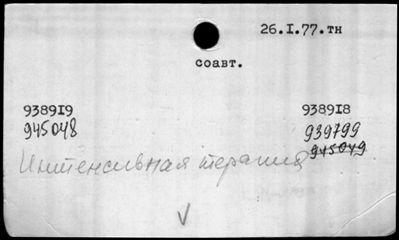 26.I.77.тн
соавт.
938919 938918
945048 939799
945049
Интенсивная терапия